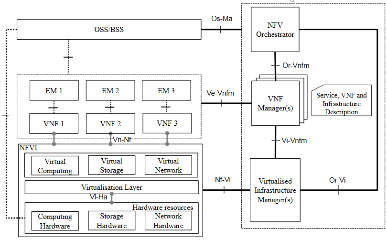 Os-Ma
OSS/BSS
NFV
Orchestrator
Or-Vnfm
EM 1
EM 2
EM 3
Ve-Vnfm
VNF
Manager(s)
Service, VNF and
Infrastructure
Description
VNF 1
VNF 2
VNF 3
Vn-Nf
Vi-Vnfm
NFVI
Virtual
Computing
Virtual
Storage
Virtual
Network
Virtualisation Layer
Nf-Vi
Virtualised
Infrastructure
Manager(s)
Or-Vi
Vl-Ha
Hardware resources
Computing
Hardware
Storage
Hardware
Network
Hardware